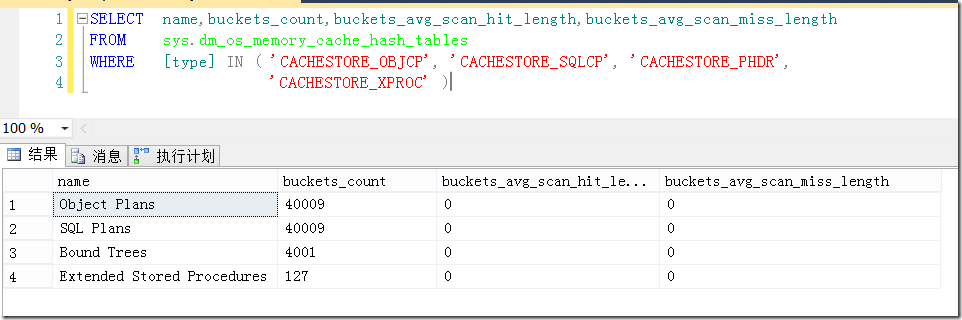 1 SELECT name,buckets_count,buckets_avg_scan_hit_length,buckets_avg_scan_miss_length
2 FROM sys.dm_os_memory_cache_hash_tables
3 WHERE [type] IN ( 'CACHESTORE_OBJCP', 'CACHESTORE_SQLCP', 'CACHESTORE_PHDR',
4 'CACHESTORE_XPROC' )
100 %
结果 消息 执行计划
name buckets_count buckets_avg_scan_hit_le... buckets_avg_scan_miss_length
1 Object Plans 40009 0 0
2 SQL Plans 40009 0 0
3 Bound Trees 4001 0 0
4 Extended Stored Procedures 127 0 0